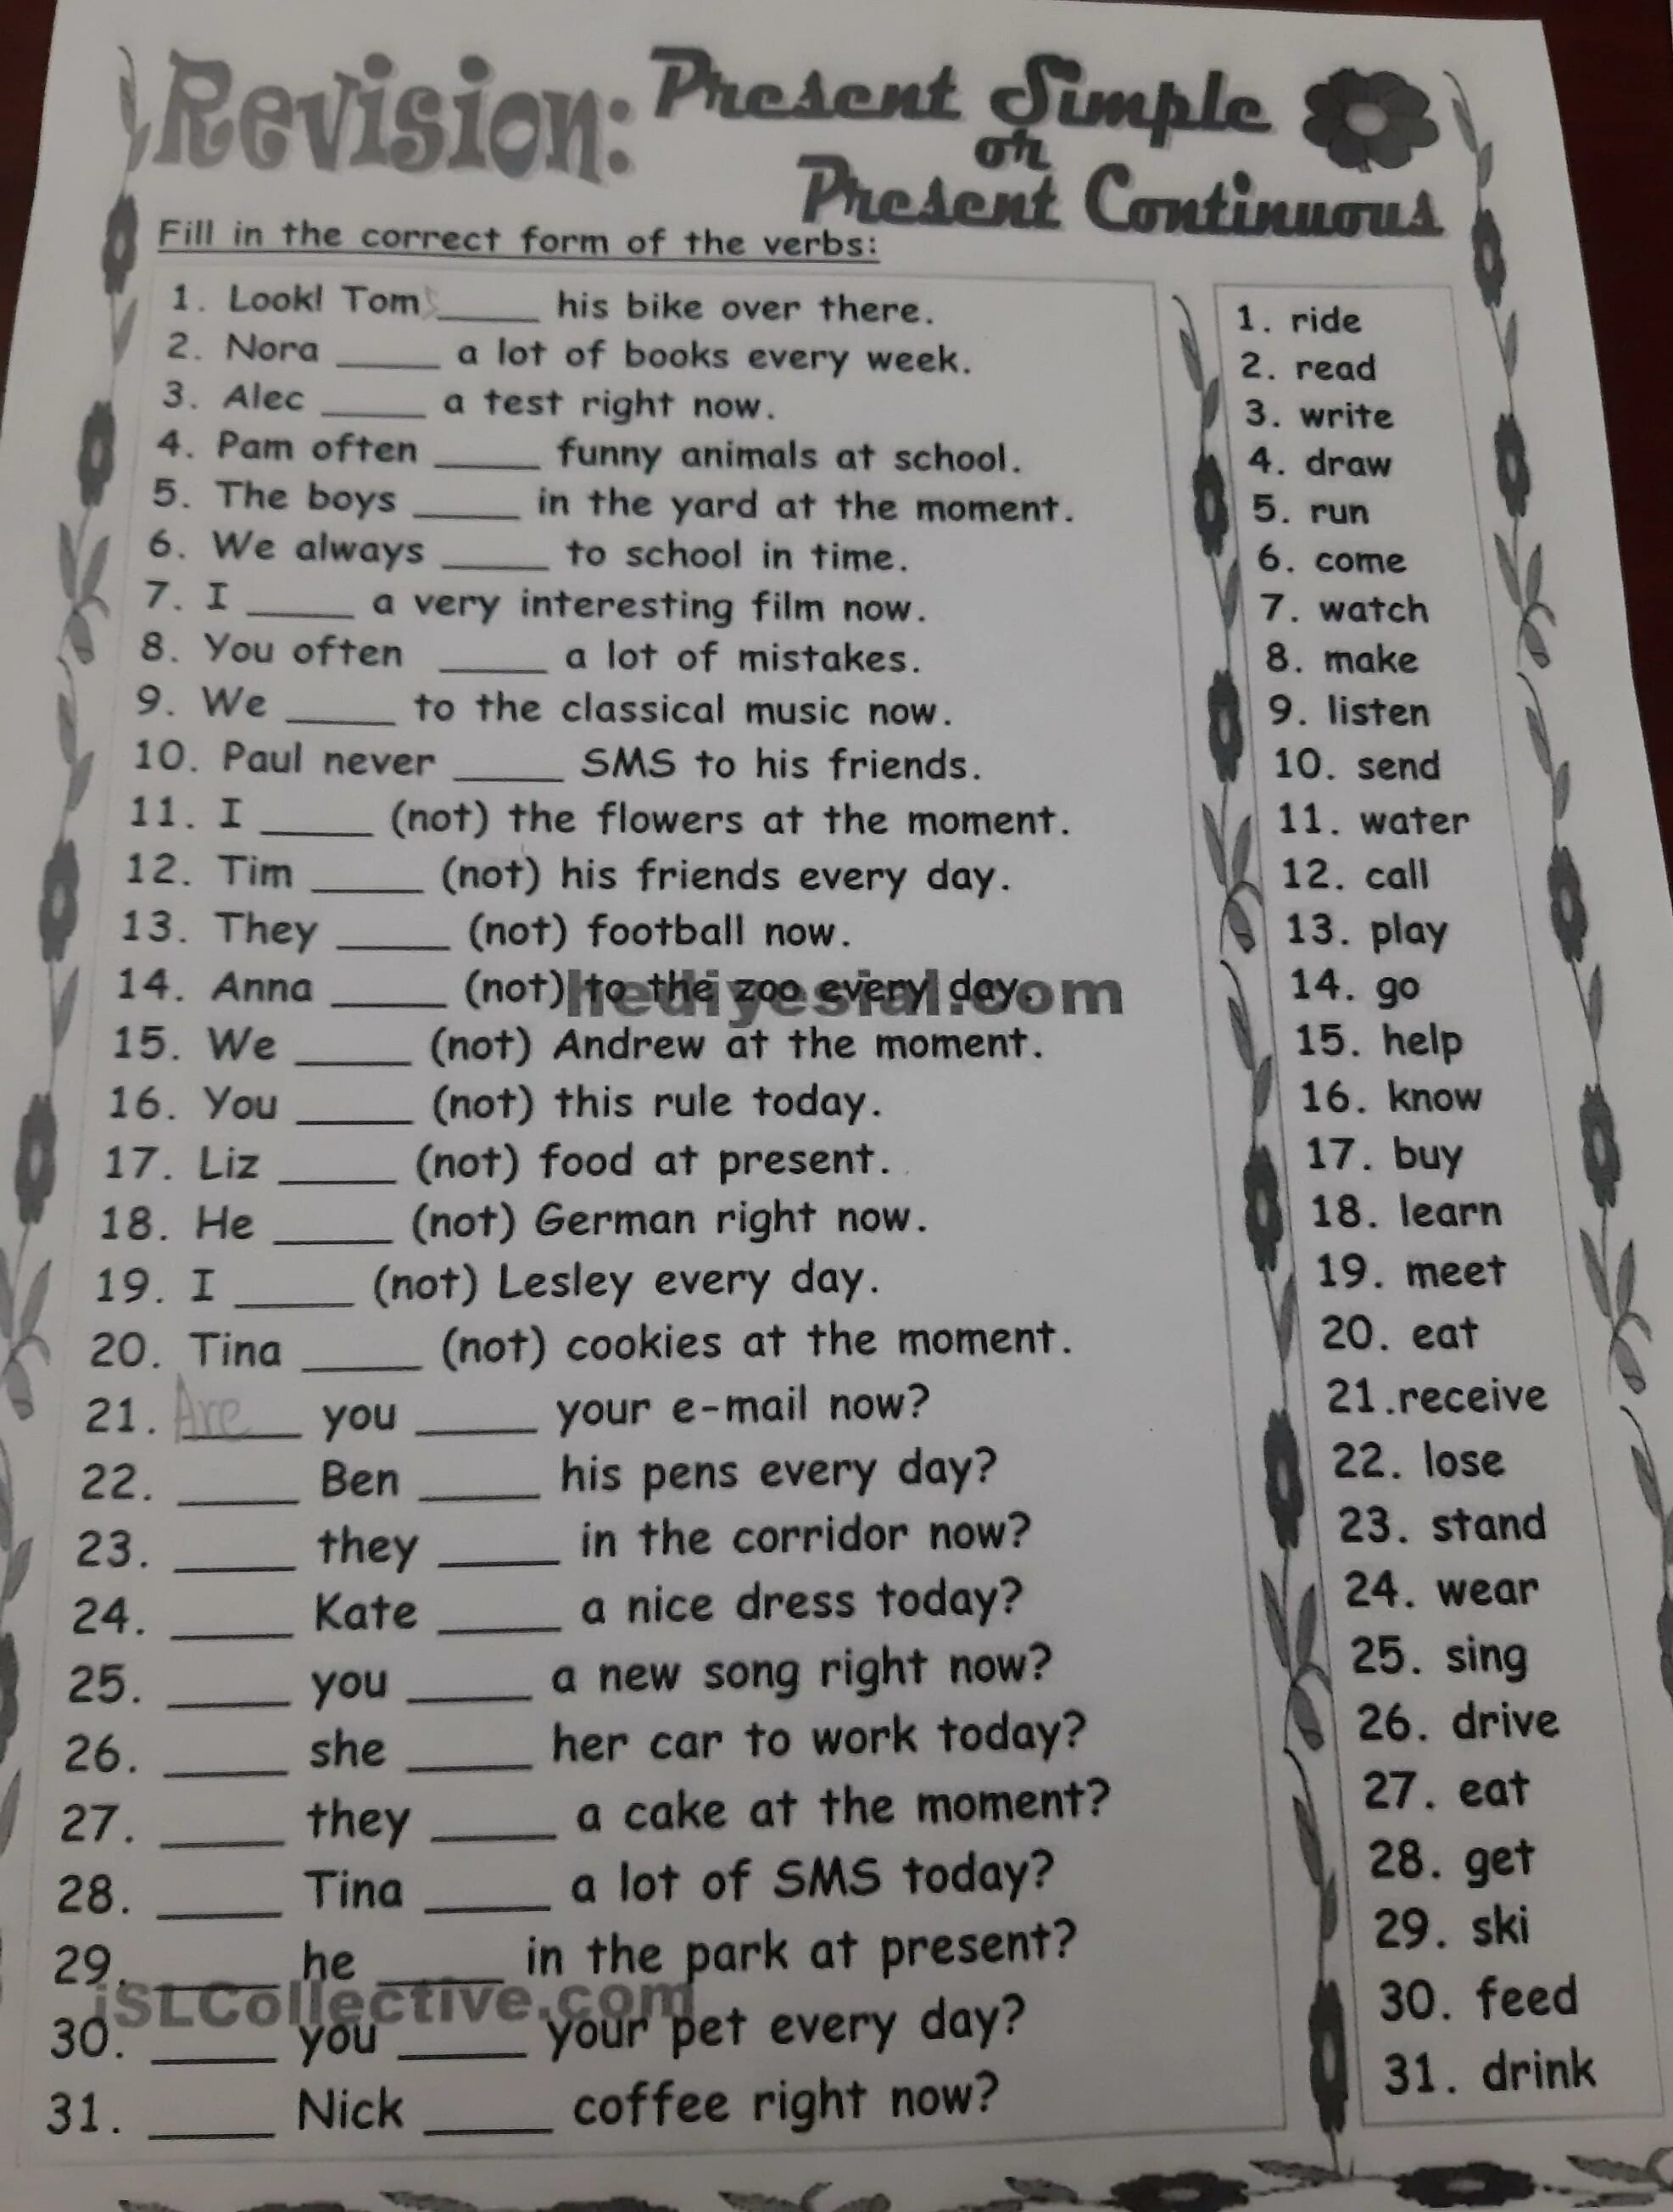 Revision: Present Simple
or
Present Continuous
Fill in the correct form of the verbs:
1. Look! Tom _____ his bike over there.
2. Nora _____ a lot of books every week.
3. Alec _____ a test right now.
4. Pam often _____ funny animals at school.
5. The boys _____ in the yard at the moment.
6. We always _____ to school in time.
7. I _____ a very interesting film now.
8. You often _____ a lot of mistakes.
9. We _____ to the classical music now.
10. Paul never _____ SMS to his friends.
11. I _____ (not) the flowers at the moment.
12. Tim _____ (not) his friends every day.
13. They _____ (not) football now.
14. Anna _____ (not) to the zoo every day.
hediyesial.com
15. We _____ (not) Andrew at the moment.
16. You _____ (not) this rule today.
17. Liz _____ (not) food at present.
18. He _____ (not) German right now.
19. I _____ (not) Lesley every day.
20. Tina _____ (not) cookies at the moment.
21. Are you _____ your e-mail now?
22. _____ Ben _____ his pens every day?
23. _____ they _____ in the corridor now?
24. _____ Kate _____ a nice dress today?
25. _____ you _____ a new song right now?
26. _____ she _____ her car to work today?
27. _____ they _____ a cake at the moment?
28. _____ Tina _____ a lot of SMS today?
29. _____ he _____ in the park at present?
iSLCollective.com
30. _____ you _____ your pet every day?
31. _____ Nick _____ coffee right now?
1. ride
2. read
3. write
4. draw
5. run
6. come
7. watch
8. make
9. listen
10. send
11. water
12. call
13. play
14. go
15. help
16. know
17. buy
18. learn
19. meet
20. eat
21.receive
22. lose
23. stand
24. wear
25. sing
26. drive
27. eat
28. get
29. ski
30. feed
31. drink